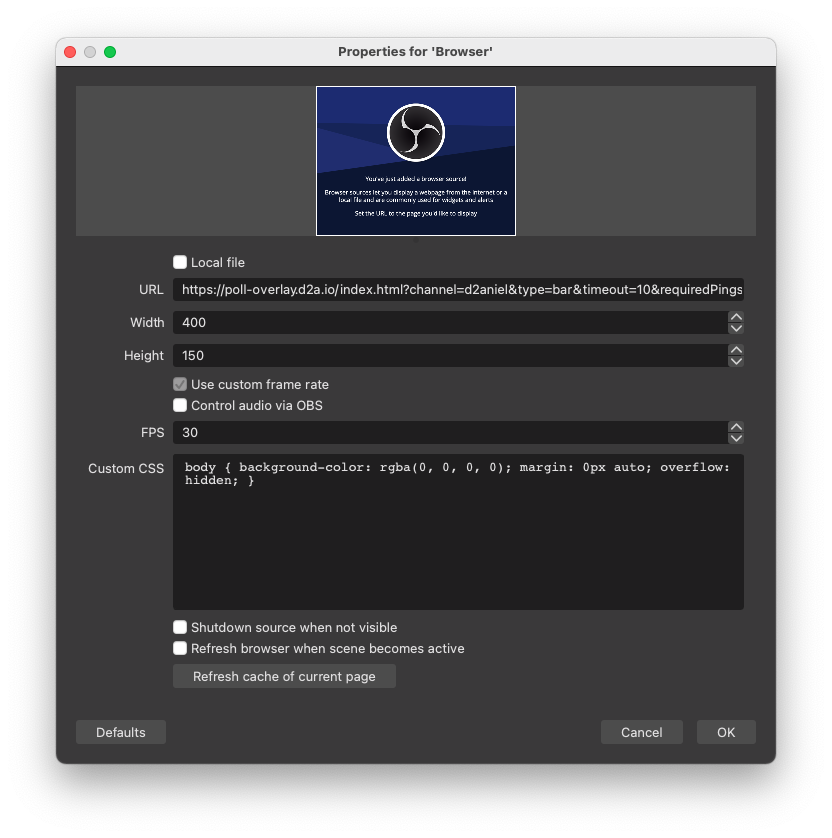 Properties for 'Browser'
You've just added a browser source!
Browser sources let you display a webpage from the internet or a
local file and are commonly used for widgets and alerts
Set the URL to the page you'd like to display
Local file
URL https://poll-overlay.d2a.io/index.html?channel=d2aniel&type=bar&timeout=10&requiredPings
Width 400
Height 150
Use custom frame rate
Control audio via OBS
FPS 30
Custom CSS body { background-color: rgba(0, 0, 0, 0); margin: 0px auto; overflow:
hidden; }
Shutdown source when not visible
Refresh browser when scene becomes active
Refresh cache of current page
Defaults Cancel OK